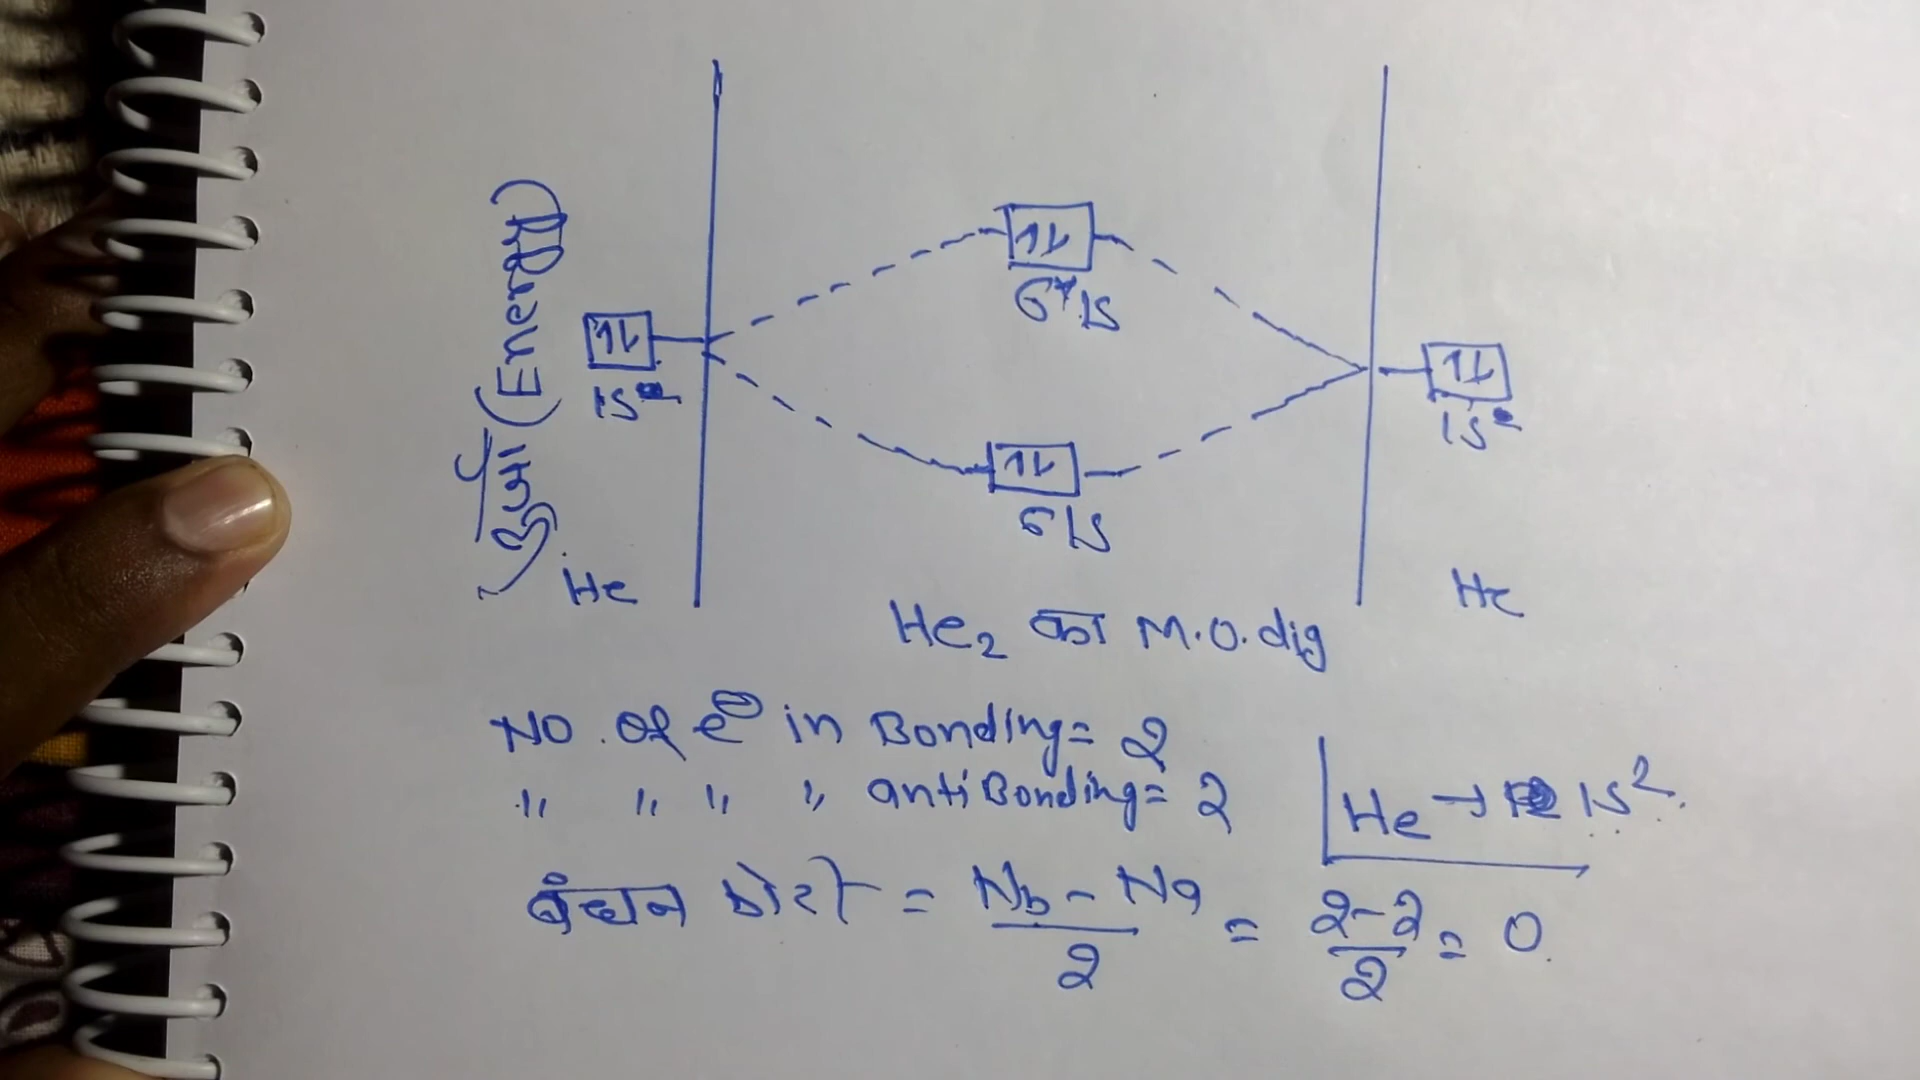 ऊर्जा (Energy)
1s
σ*1s
1s
σ1s
He
He
He₂ का M.O. dig
No. of e⊖ in Bonding = 2
" " " " antiBonding = 2
He → 1s².
बंधन कोटी = Nb - Na / 2 = 2-2 / 2 = 0